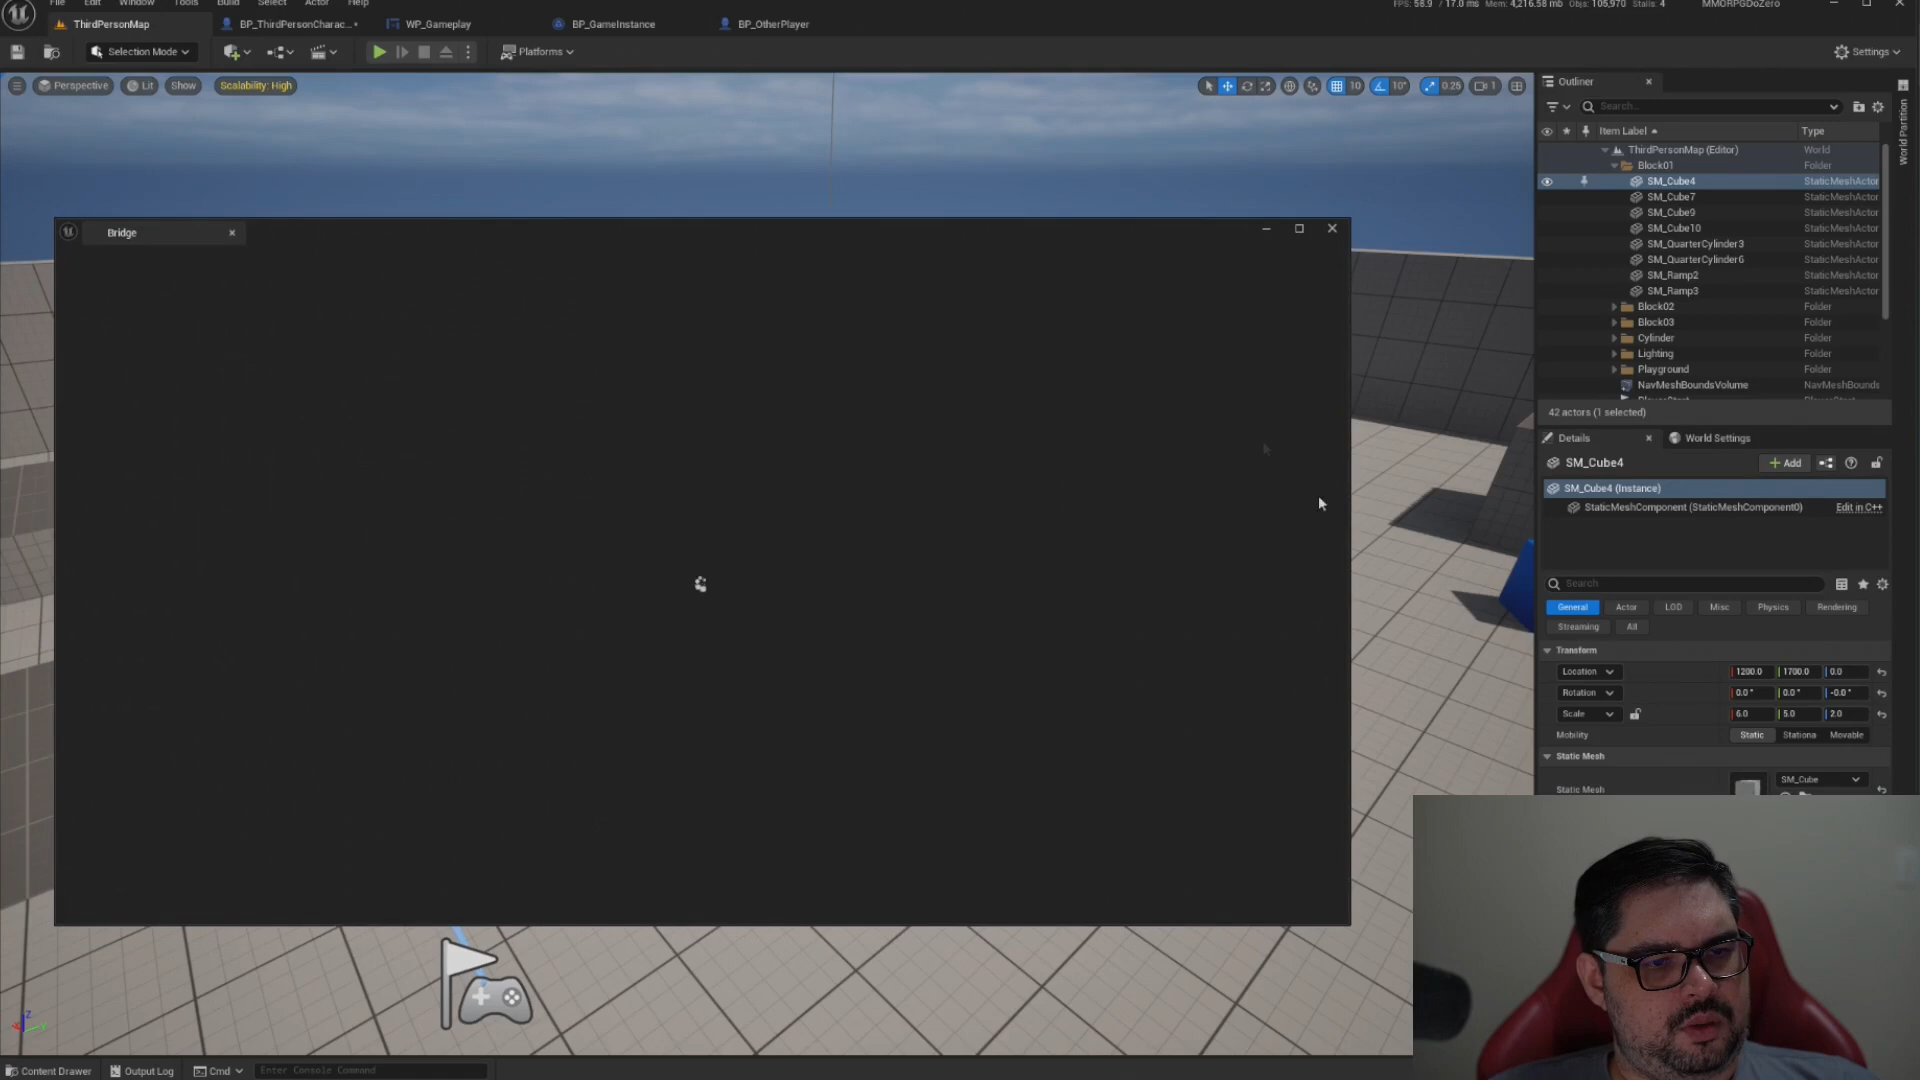 File Edit Window Tools Build Select Actor Help
FPS: 58.9 / 17.0 ms Mem: 4,216.58 mb Objs: 105,970 Stalls: 4 MMORPGDoZero
ThirdPersonMap BP_ThirdPersonCharac...• WP_Gameplay BP_GameInstance BP_OtherPlayer
Selection Mode Platforms Settings
Perspective Lit Show Scalability: High 10 10° 0.25 1
Outliner
Search...
World Partition
Item Label Type
ThirdPersonMap (Editor) World
Block01 Folder
SM_Cube4 StaticMeshActor
SM_Cube7 StaticMeshActor
SM_Cube9 StaticMeshActor
SM_Cube10 StaticMeshActor
SM_QuarterCylinder3 StaticMeshActor
SM_QuarterCylinder6 StaticMeshActor
SM_Ramp2 StaticMeshActor
SM_Ramp3 StaticMeshActor
Block02 Folder
Block03 Folder
Cylinder Folder
Lighting Folder
Playground Folder
NavMeshBoundsVolume NavMeshBounds
42 actors (1 selected)
Bridge
Details World Settings
SM_Cube4 Add
SM_Cube4 (Instance)
StaticMeshComponent (StaticMeshComponent0) Edit in C++
Search
General Actor LOD Misc Physics Rendering
Streaming All
Transform
Location 1200.0 1700.0 0.0
Rotation 0.0° 0.0° -0.0°
Scale 6.0 5.0 2.0
Mobility Static Stationa Movable
Static Mesh
Static Mesh SM_Cube
Z
Content Drawer Output Log Cmd Enter Console Command